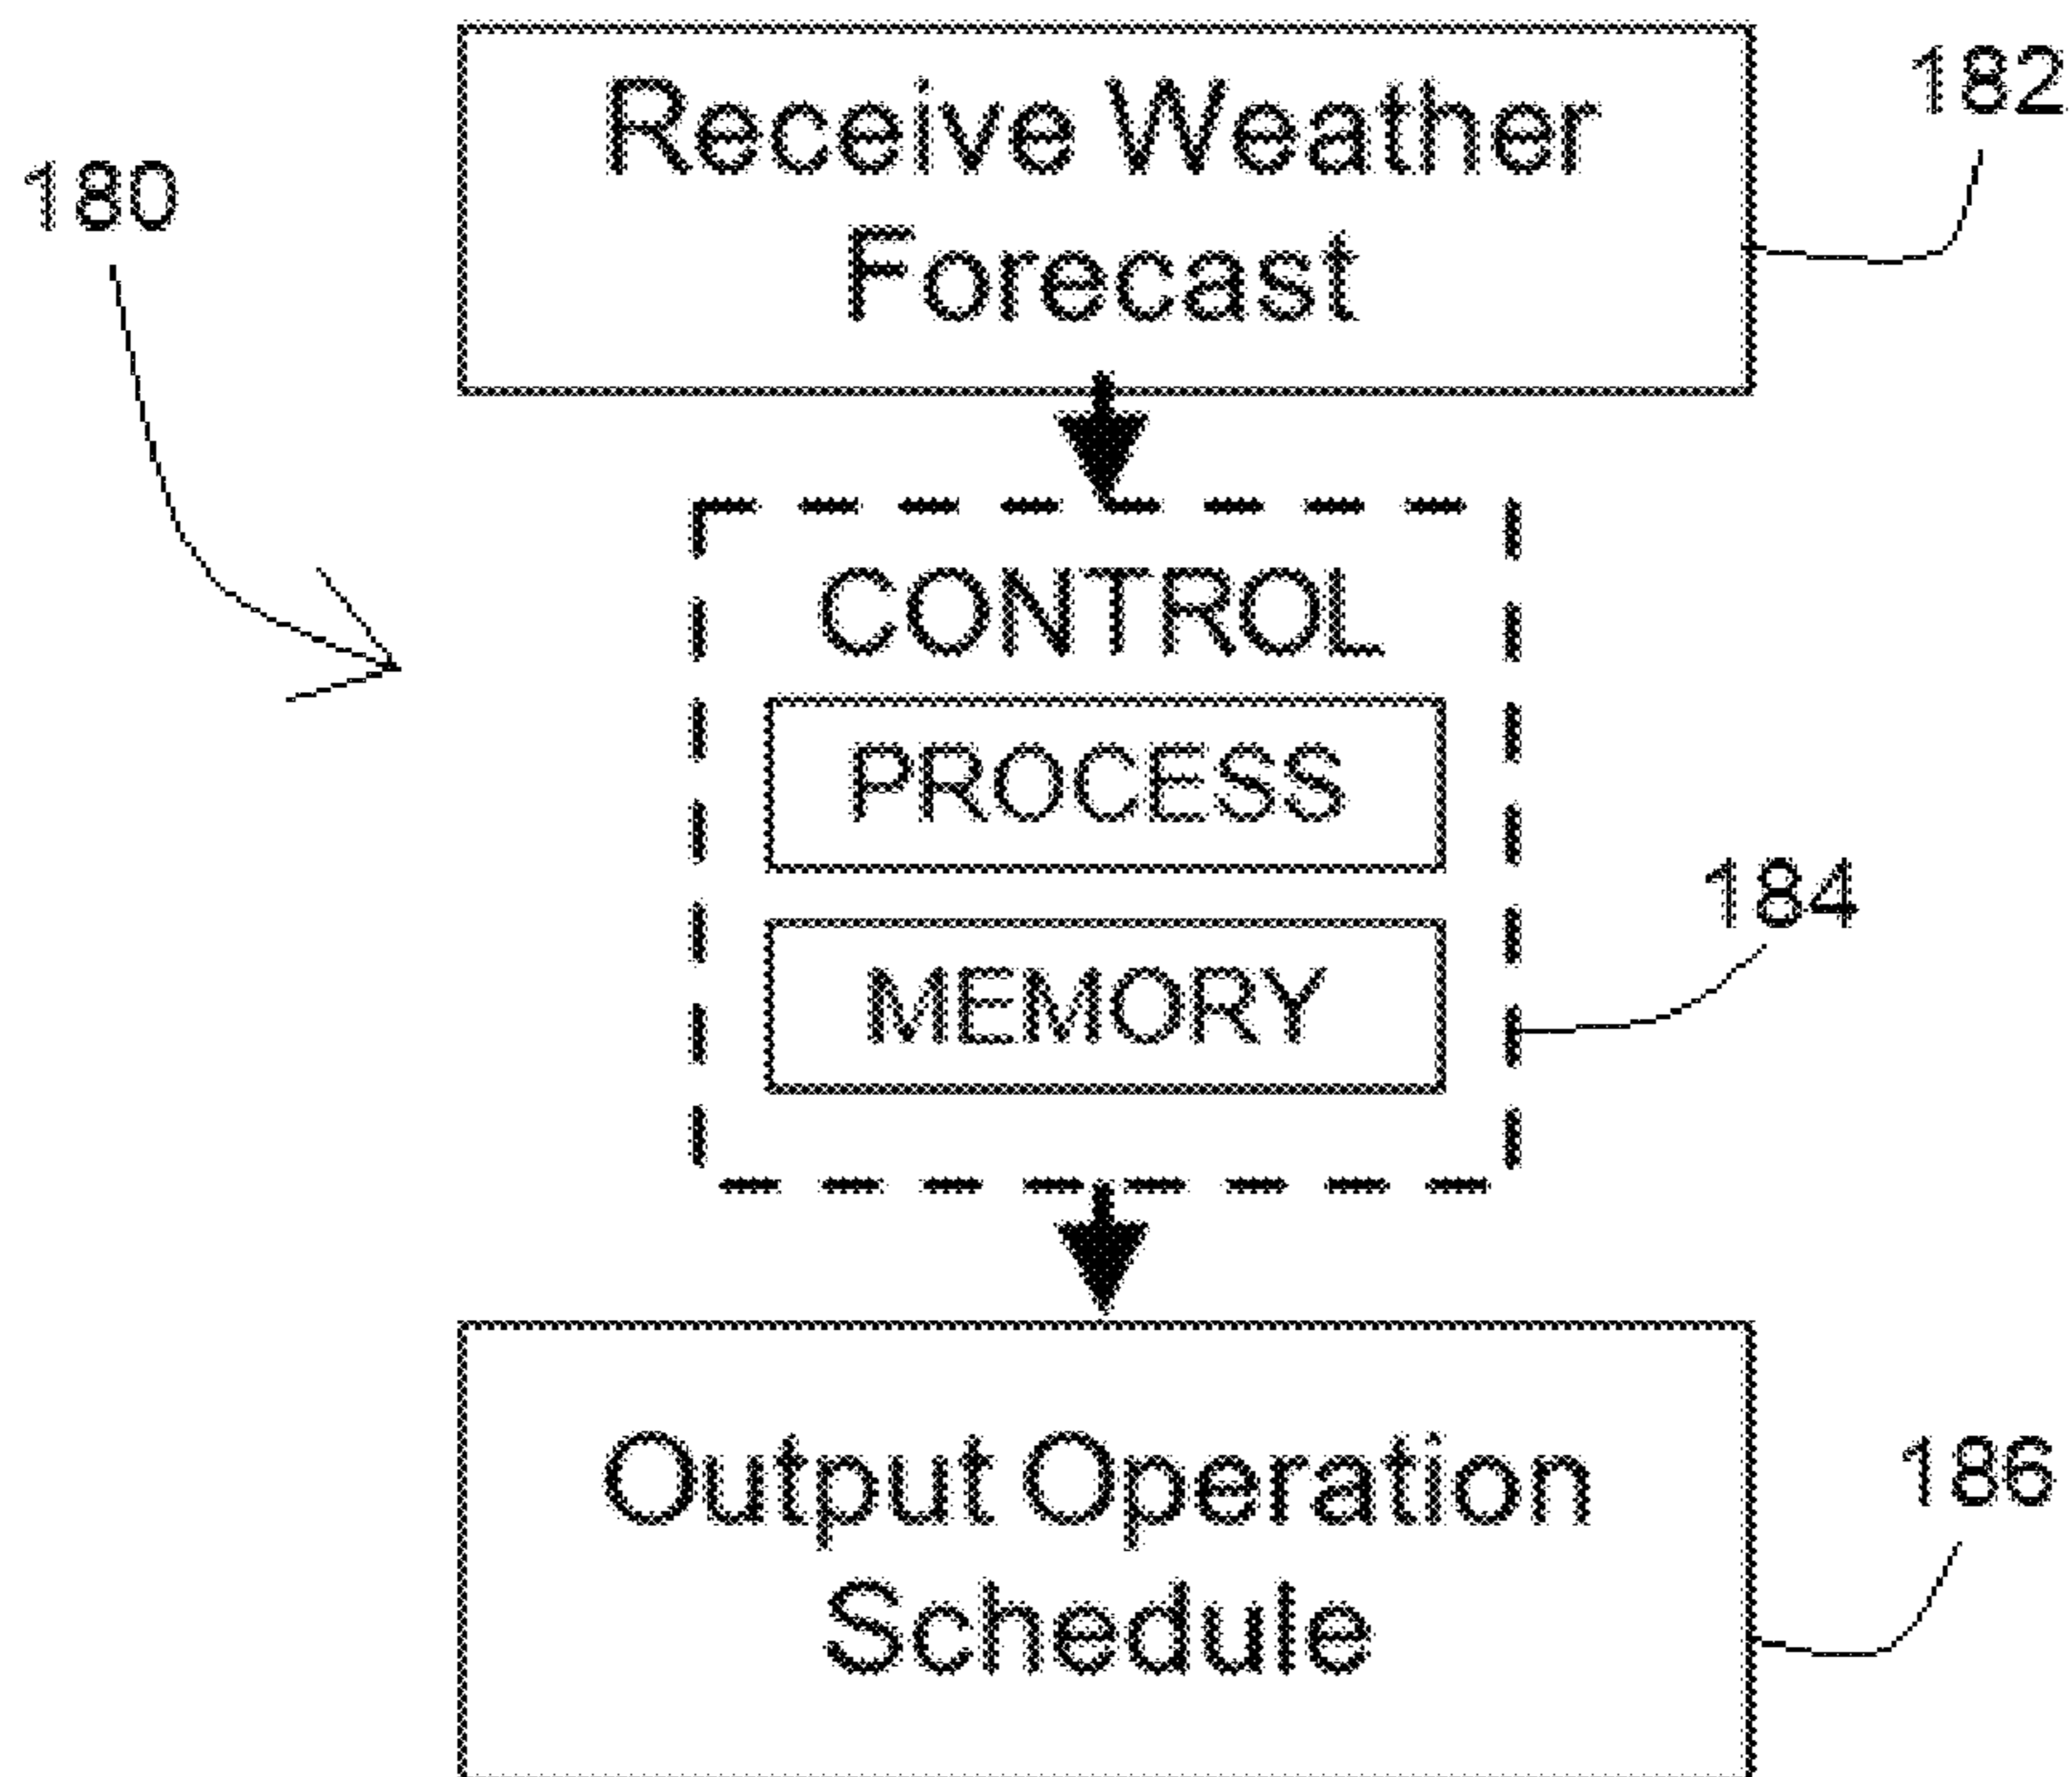 182
Receive Weather
Forecast
180
CONTROL
PROCESS
184
MEMORY
186
Output Operation
Schedule